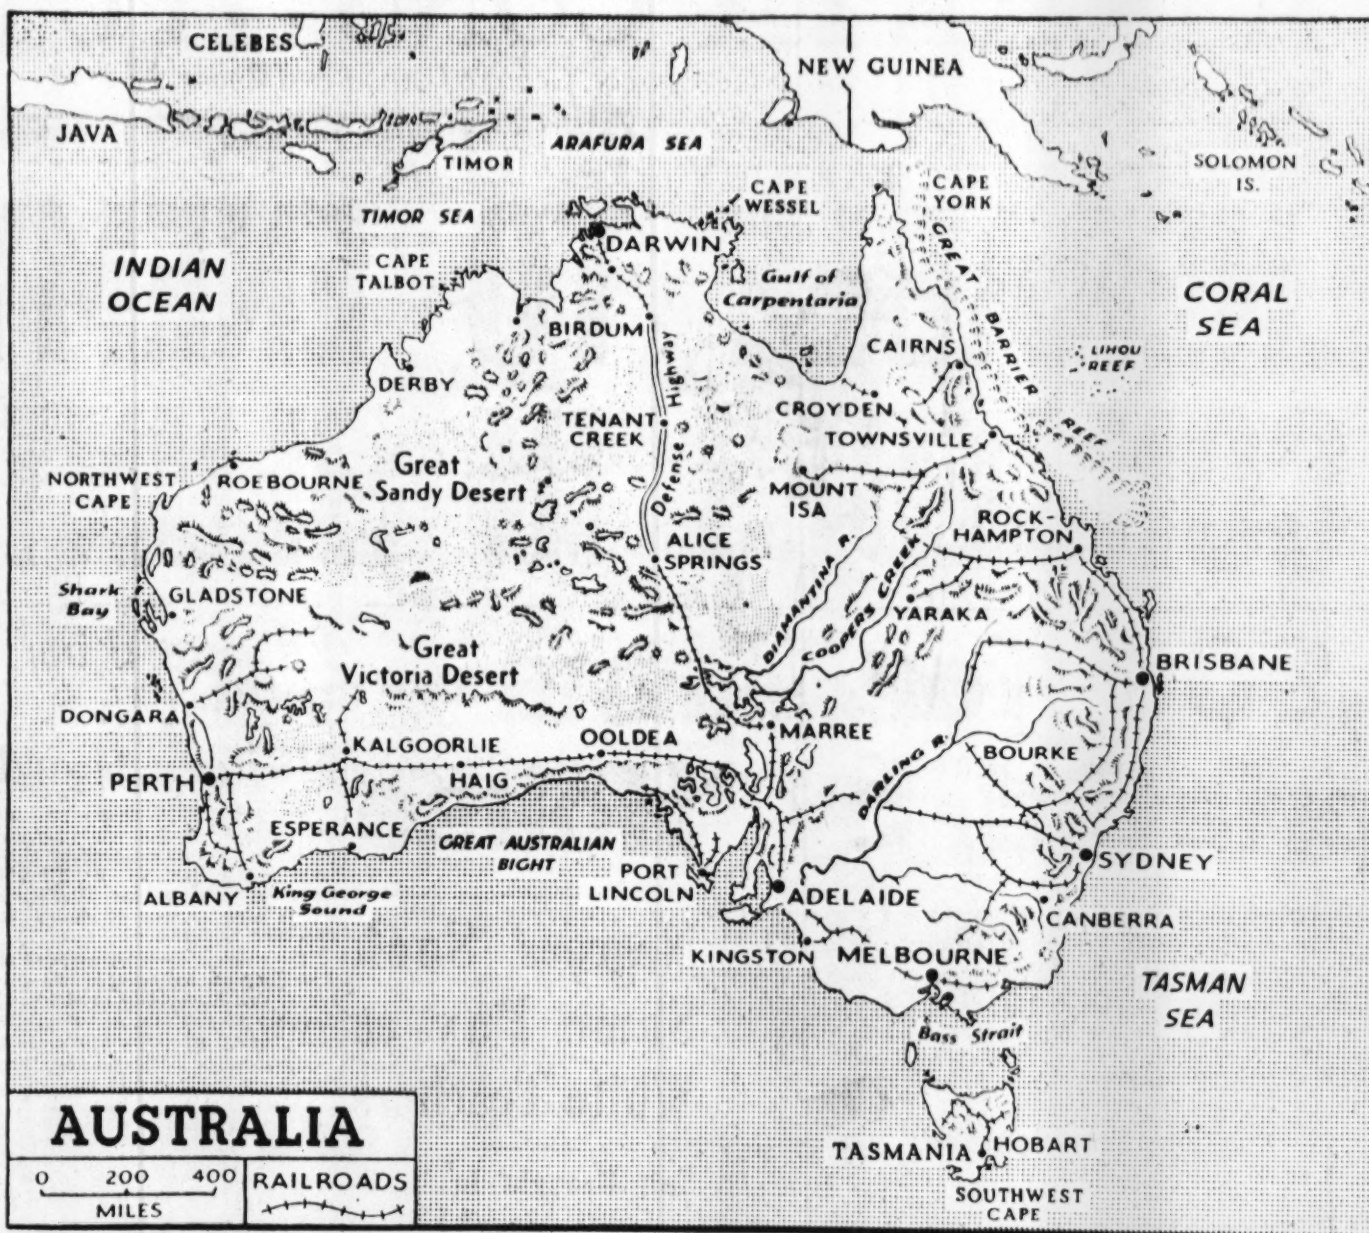 CELEBES
NEW GUINEA
JAVA
TIMOR
ARAFURA SEA
SOLOMON
IS.
CAPE
WESSEL
CAPE
YORK
TIMOR SEA
DARWIN
GREAT BARRIER REEF
INDIAN
OCEAN
CAPE
TALBOT
Gulf of
Carpentaria
CORAL
SEA
BIRDUM
CAIRNS
LIHOU
REEF
DERBY
Defense Highway
CROYDEN
TENANT
CREEK
TOWNSVILLE
NORTHWEST
CAPE
ROEBOURNE
Great
Sandy Desert
MOUNT
ISA
ROCK-
HAMPTON
ALICE
SPRINGS
DIAMANTINA R.
COOPERS CREEK
Shark
Bay
GLADSTONE
YARAKA
Great
Victoria Desert
BRISBANE
DONGARA
MARREE
KALGOORLIE
OOLDEA
BOURKE
PERTH
HAIG
DARLING R.
ESPERANCE
GREAT AUSTRALIAN
BIGHT
SYDNEY
PORT
LINCOLN
ALBANY
King George
Sound
ADELAIDE
CANBERRA
KINGSTON
MELBOURNE
TASMAN
SEA
Bass Strait
TASMANIA
HOBART
SOUTHWEST
CAPE
AUSTRALIA
0 200 400
MILES
RAILROADS